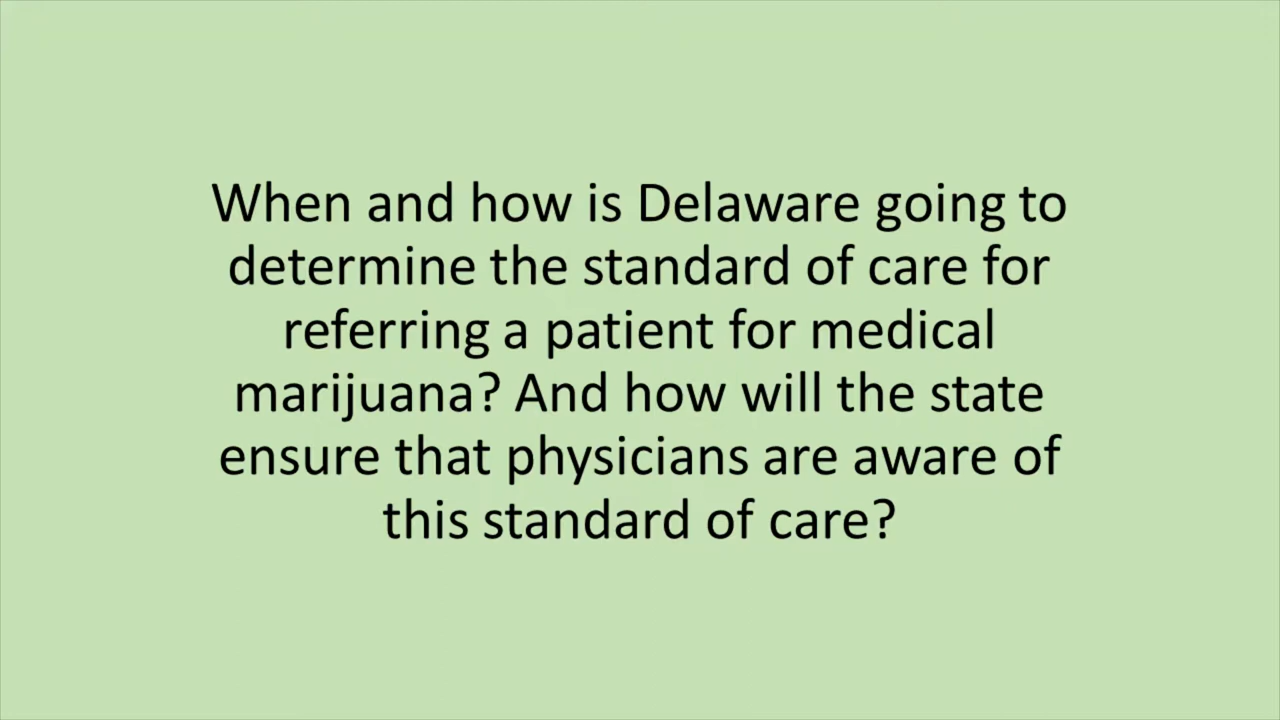 When and how is Delaware going to
determine the standard of care for
referring a patient for medical
marijuana? And how will the state
ensure that physicians are aware of
this standard of care?